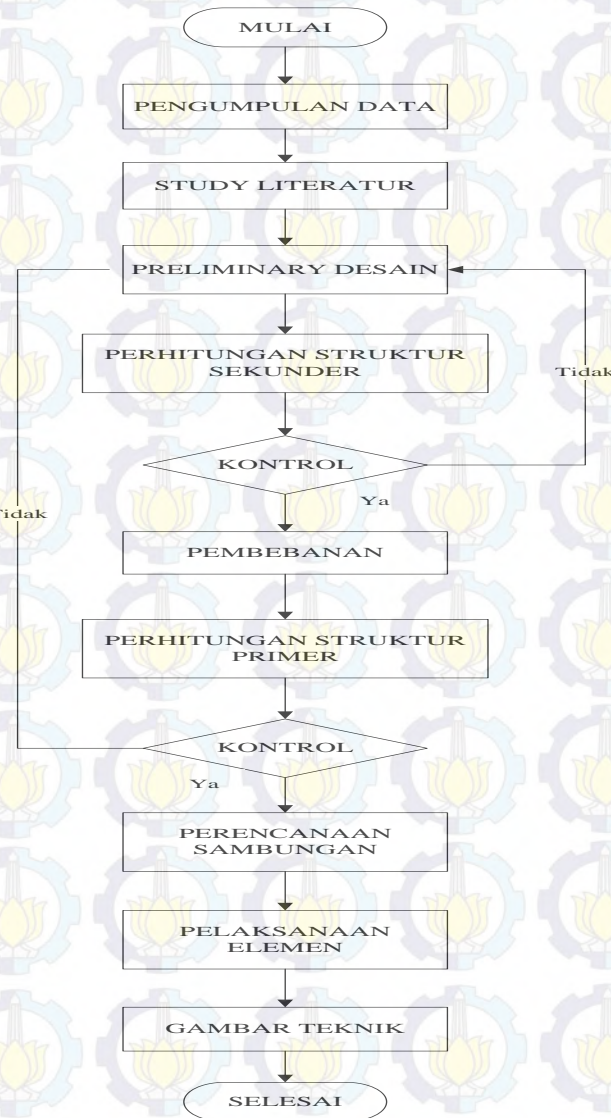 MULAI
PENGUMPULAN DATA
STUDY LITERATUR
PRELIMINARY DESAIN
PERHITUNGAN STRUKTUR
SEKUNDER
Tidak
KONTROL
Ya
Tidak
PEMBEBANAN
PERHITUNGAN STRUKTUR
PRIMER
KONTROL
Ya
PERENCANAAN
SAMBUNGAN
PELAKSANAAN
ELEMEN
GAMBAR TEKNIK
SELESAI